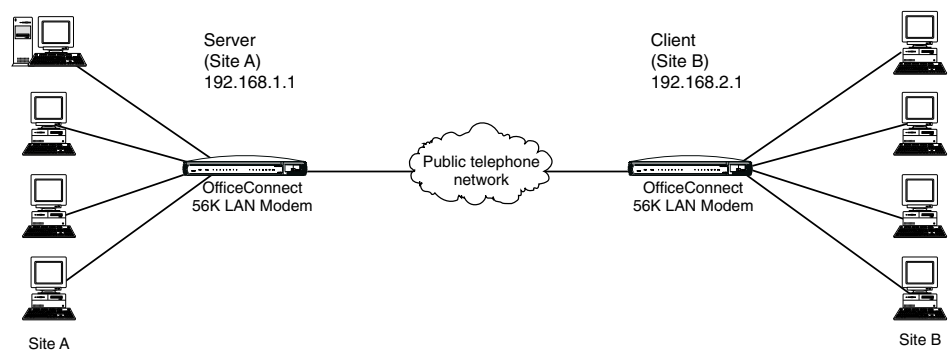 Server
(Site A)
192.168.1.1
Client
(Site B)
192.168.2.1
Public telephone
network
OfficeConnect
56K LAN Modem
OfficeConnect
56K LAN Modem
Site A
Site B